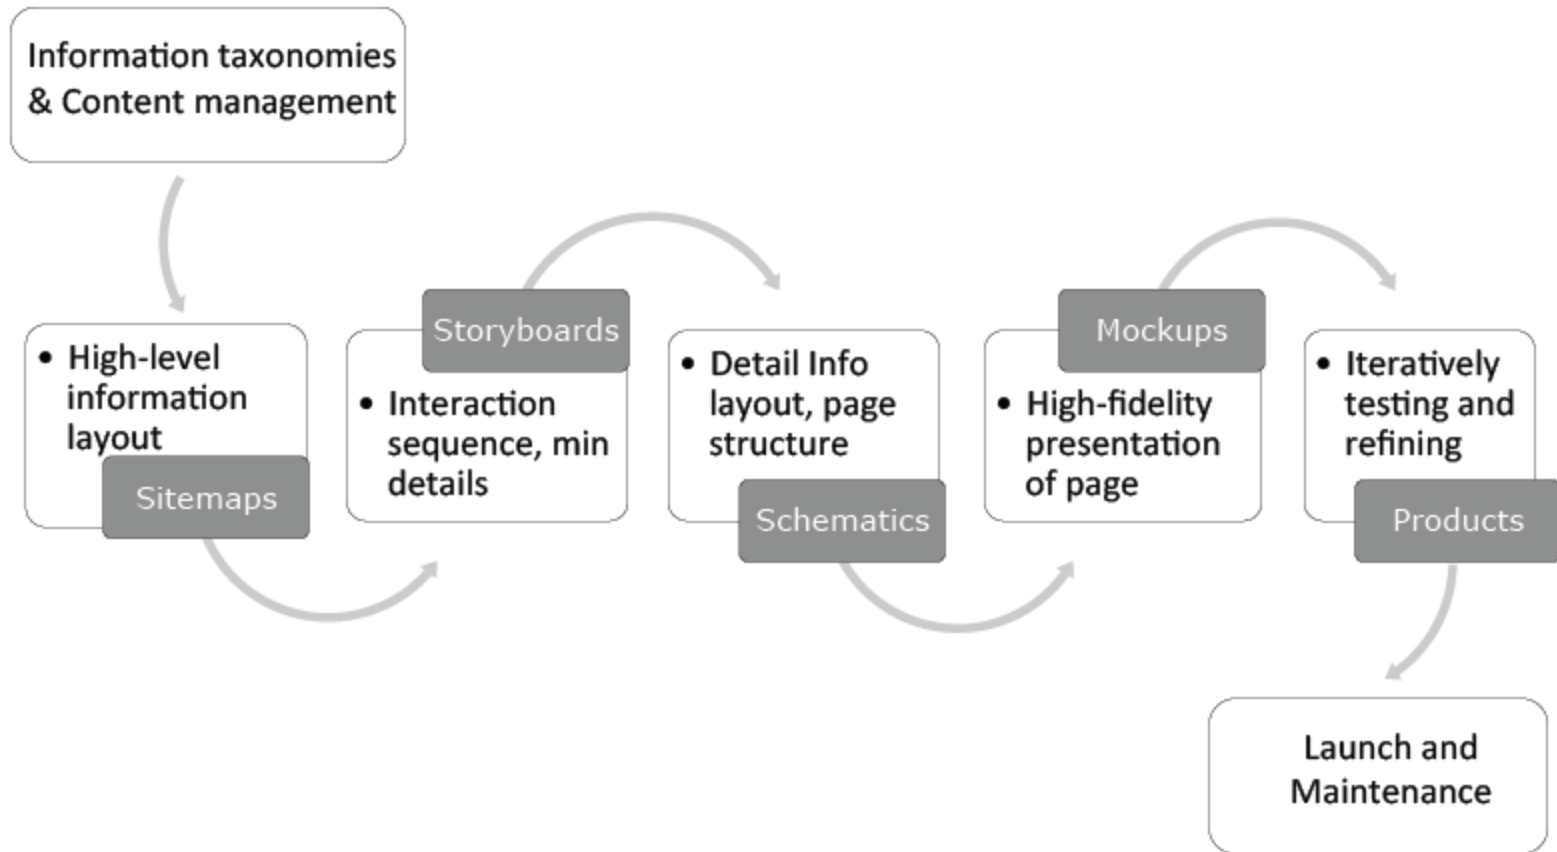 Information taxonomies
& Content management
• High-level
information
layout
Sitemaps
Storyboards
• Interaction
sequence, min
details
• Detail Info
layout, page
structure
Schematics
Mockups
• High-fidelity
presentation
of page
• Iteratively
testing and
refining
Products
Launch and
Maintenance